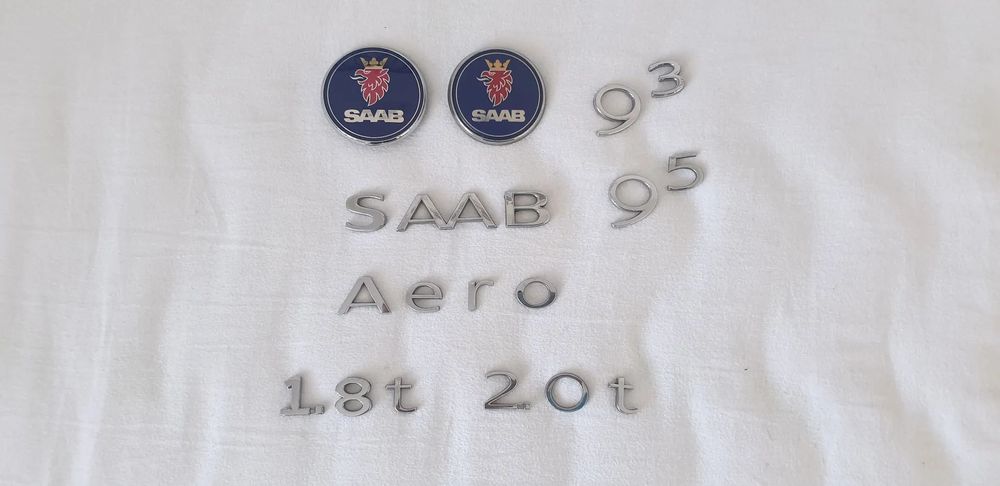 SAAB SAAB 9³
SAAB 9⁵
Aero
1.8t 2.0t